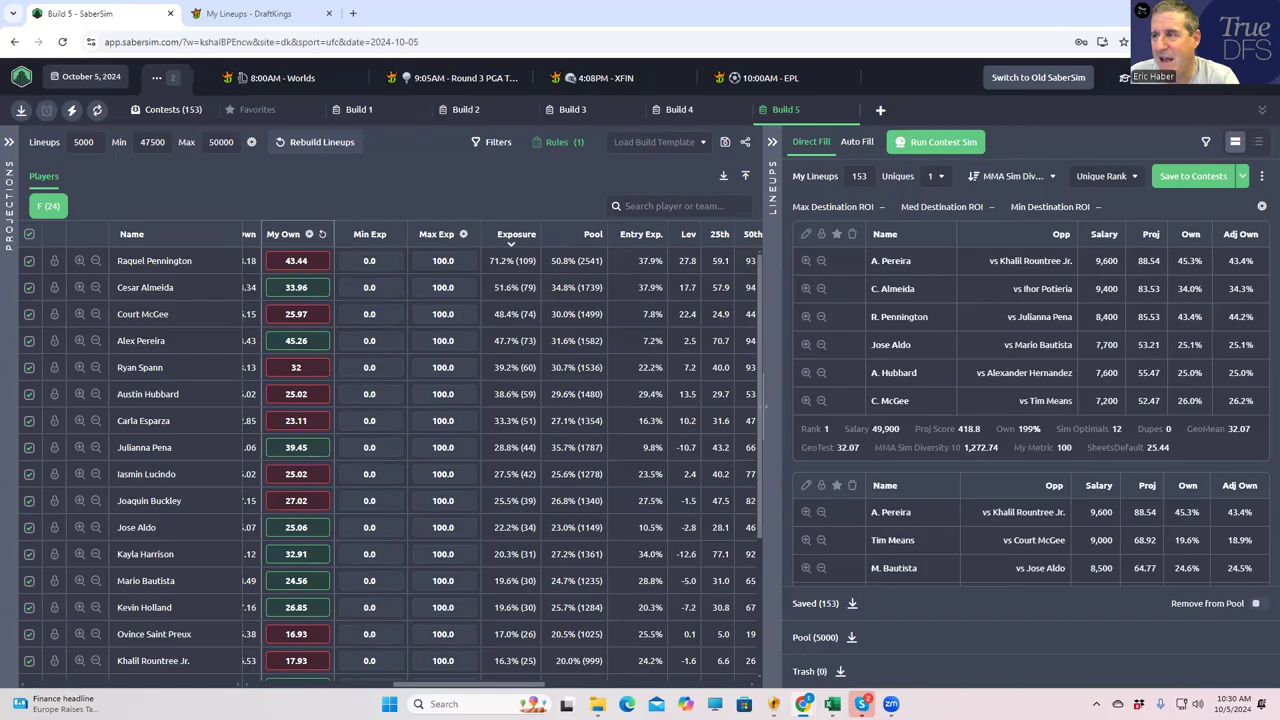 Build 5 - SaberSim
My Lineups - DraftKings
app.sabersim.com/?w=kshaIBPEncw&site=dk&sport=ufc&date=2024-10-05
True DFS
Eric Haber
October 5, 2024
2
8:00AM - Worlds
9:05AM - Round 3 PGA T...
4:08PM - XFIN
10:00AM - EPL
Switch to Old SaberSim
Contests (153)
Favorites
Build 1
Build 2
Build 3
Build 4
Build 5
Lineups 5000 Min 47500 Max 50000
Rebuild Lineups
Filters
Rules (1)
Load Build Template
Direct Fill
Auto Fill
Run Contest Sim
PROJECTIONS
LINEUPS
Players
My Lineups 153 Uniques 1
MMA Sim Div...
Unique Rank
Save to Contests
F (24)
Search player or team...
Max Destination ROI –
Med Destination ROI –
Min Destination ROI –
Name wn My Own Min Exp Max Exp Exposure Pool Entry Exp. Lev 25th 50th
Raquel Pennington .18 43.44 0.0 100.0 71.2% (109) 50.8% (2541) 37.9% 27.8 59.1 93
Cesar Almeida .34 33.96 0.0 100.0 51.6% (79) 34.8% (1739) 37.9% 17.7 57.9 94
Court McGee .15 25.97 0.0 100.0 48.4% (74) 30.0% (1499) 7.8% 22.4 24.9 44
Alex Pereira .43 45.26 0.0 100.0 47.7% (73) 31.6% (1582) 7.2% 2.5 70.7 94
Ryan Spann .13 32 0.0 100.0 39.2% (60) 30.7% (1536) 22.2% 7.2 40.0 93
Austin Hubbard .02 25.02 0.0 100.0 38.6% (59) 29.6% (1480) 29.4% 13.5 29.7 53
Carla Esparza .85 23.11 0.0 100.0 33.3% (51) 27.1% (1354) 16.3% 10.2 31.6 47
Julianna Pena .06 39.45 0.0 100.0 28.8% (44) 35.7% (1787) 9.8% -10.7 43.2 66
Iasmin Lucindo .02 25.02 0.0 100.0 27.5% (42) 25.6% (1278) 23.5% 2.4 40.2 77
Joaquin Buckley .15 27.02 0.0 100.0 25.5% (39) 26.8% (1340) 27.5% -1.5 47.5 82
Jose Aldo .07 25.06 0.0 100.0 22.2% (34) 23.0% (1149) 10.5% -2.8 28.1 46
Kayla Harrison .12 32.91 0.0 100.0 20.3% (31) 27.2% (1361) 34.0% -12.6 77.1 92
Mario Bautista .49 24.56 0.0 100.0 19.6% (30) 24.7% (1235) 28.8% -5.0 31.0 65
Kevin Holland .16 26.85 0.0 100.0 19.6% (30) 25.7% (1284) 20.3% -7.2 30.8 67
Ovince Saint Preux .38 16.93 0.0 100.0 17.0% (26) 20.5% (1025) 25.5% 0.1 5.0 19
Khalil Rountree Jr. .53 17.93 0.0 100.0 16.3% (25) 20.0% (999) 24.2% -1.6 6.6 26
Name Opp Salary Proj Own Adj Own
A. Pereira vs Khalil Rountree Jr. 9,600 88.54 45.3% 43.4%
C. Almeida vs Ihor Potieria 9,400 83.53 34.0% 34.3%
R. Pennington vs Julianna Pena 8,400 85.53 43.4% 44.2%
Jose Aldo vs Mario Bautista 7,700 53.21 25.1% 25.1%
A. Hubbard vs Alexander Hernandez 7,600 55.47 25.0% 25.0%
C. McGee vs Tim Means 7,200 52.47 26.0% 26.2%
Rank 1 Salary 49,900 Proj Score 418.8 Own 199% Sim Optimals 12 Dupes 0 GeoMean 32.07
GeoTest 32.07 MMA Sim Diversity 10 1,272.74 My Metric 100 SheetsDefault 25.44
Name Opp Salary Proj Own Adj Own
A. Pereira vs Khalil Rountree Jr. 9,600 88.54 45.3% 43.4%
Tim Means vs Court McGee 9,000 68.92 19.6% 18.9%
M. Bautista vs Jose Aldo 8,500 64.77 24.6% 24.5%
Saved (153)
Remove from Pool
Pool (5000)
Trash (0)
Finance headline
Europe Raises Ta...
Search
10:30 AM
10/5/2024